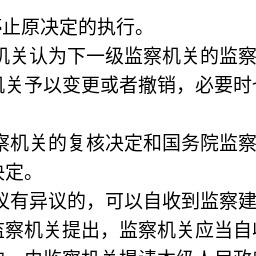 停止原决定的执行。
机关认为下一级监察机关的监察
机关予以变更或者撤销，必要时
察机关的复核决定和国务院监察
决定。
议有异议的，可以自收到监察建
监察机关提出，监察机关应当自收